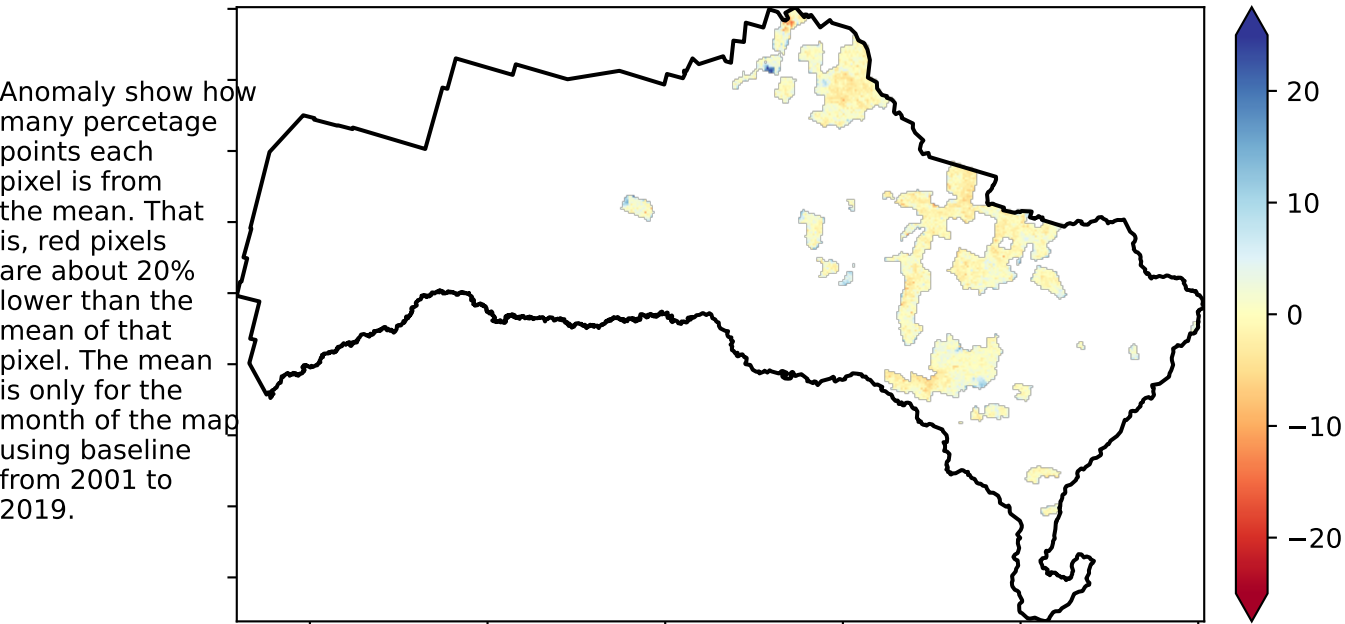 Anomaly show how
many percetage
points each
pixel is from
the mean. That
is, red pixels
are about 20%
lower than the
mean of that
pixel. The mean
is only for the
month of the map
using baseline
from 2001 to
2019.
20
10
0
−10
−20